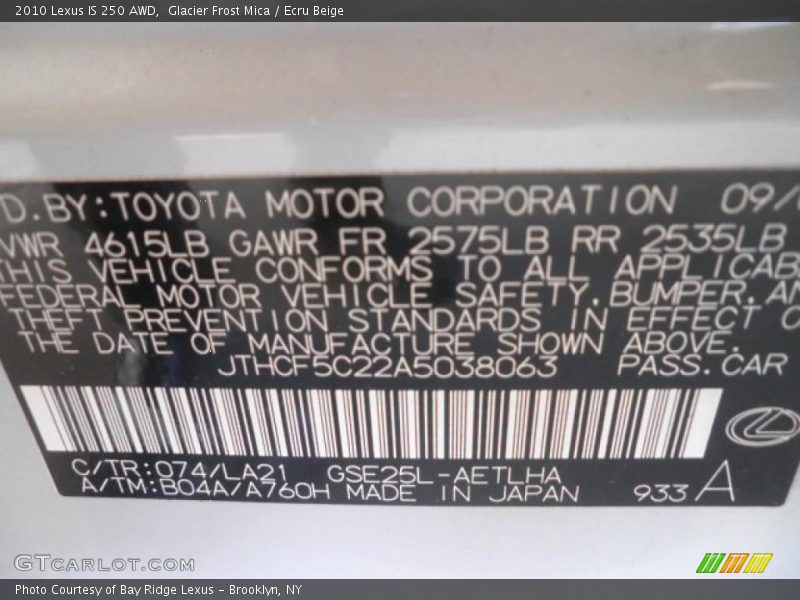 2010 Lexus IS 250 AWD,  Glacier Frost Mica / Ecru Beige
D.BY:TOYOTA MOTOR CORPORATION 09/
VWR 4615LB GAWR FR 2575LB RR 2535LB
THIS VEHICLE CONFORMS TO ALL APPLICAB
FEDERAL MOTOR VEHICLE SAFETY, BUMPER, AN
THEFT PREVENTION STANDARDS IN EFFECT O
THE DATE OF MANUFACTURE SHOWN ABOVE.
JTHCF5C22A5038063 PASS.CAR
C/TR:074/LA21 GSE25L-AETLHA
A/TM:B04A/A760H MADE IN JAPAN 933 A
GTCARLOT.COM
Photo Courtesy of Bay Ridge Lexus - Brooklyn, NY